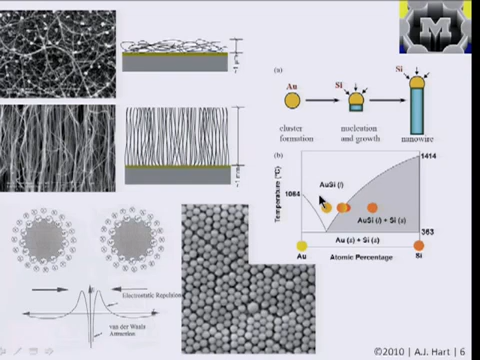 M
(a)
Au
Si
Si
cluster
formation
nucleation
and growth
nanowire
(b)
Temperature (°C)
1064
1414
363
AuSi (l)
AuSi (l) + Si (s)
Au (s) + Si (s)
Au
Atomic Percentage
Si
Electrostatic Repulsion
van der Waals
Attraction
©2010 | A.J. Hart | 6